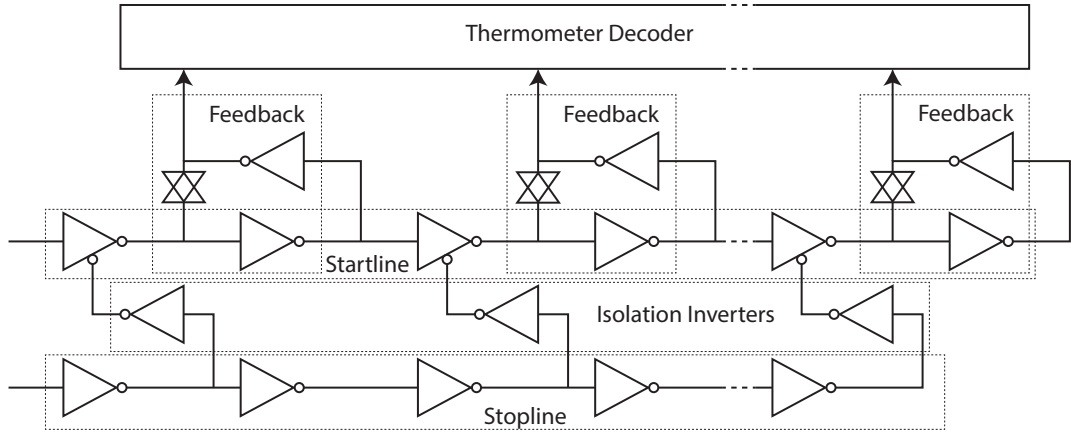 Thermometer Decoder
Feedback
Feedback
Feedback
Startline
Isolation Inverters
Stopline